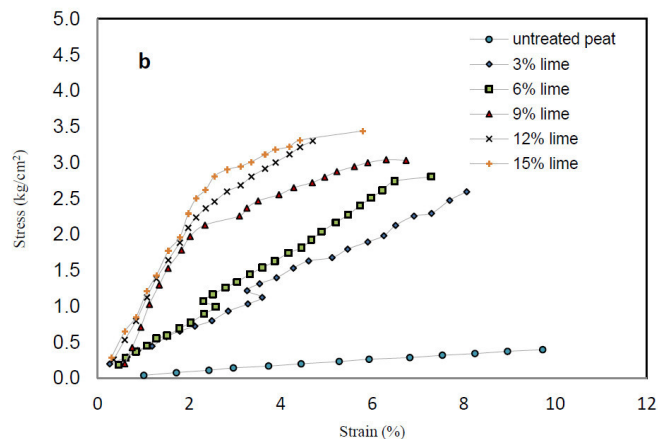 b
untreated peat
3% lime
6% lime
9% lime
12% lime
15% lime
Stress (kg/cm²)
5.0
4.5
4.0
3.5
3.0
2.5
2.0
1.5
1.0
0.5
0.0
0 2 4 6 8 10 12
Strain (%)